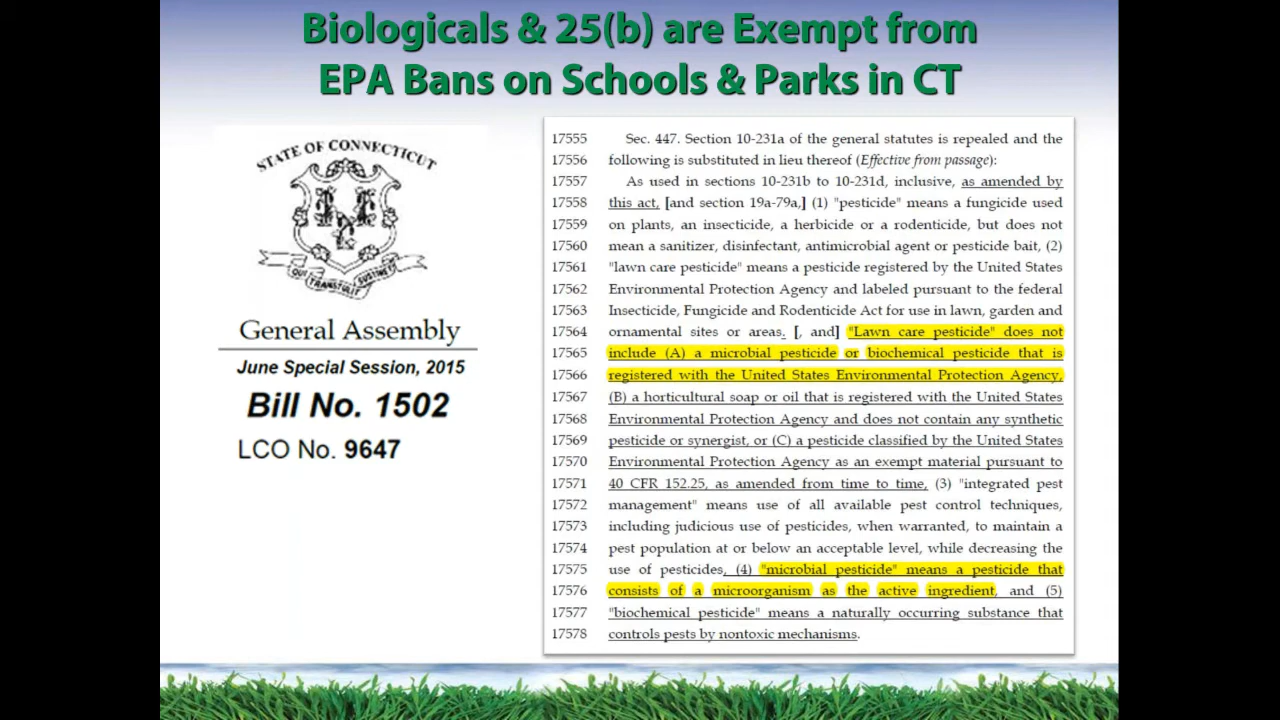 Biologicals & 25(b) are Exempt from
EPA Bans on Schools & Parks in CT
STATE OF CONNECTICUT
QUI TRANSTULIT SUSTINET
General Assembly
June Special Session, 2015
Bill No. 1502
LCO No. 9647
17555 Sec. 447. Section 10-231a of the general statutes is repealed and the
17556 following is substituted in lieu thereof (Effective from passage):
17557 As used in sections 10-231b to 10-231d, inclusive, as amended by
17558 this act, [and section 19a-79a,] (1) "pesticide" means a fungicide used
17559 on plants, an insecticide, a herbicide or a rodenticide, but does not
17560 mean a sanitizer, disinfectant, antimicrobial agent or pesticide bait, (2)
17561 "lawn care pesticide" means a pesticide registered by the United States
17562 Environmental Protection Agency and labeled pursuant to the federal
17563 Insecticide, Fungicide and Rodenticide Act for use in lawn, garden and
17564 ornamental sites or areas. [, and] "Lawn care pesticide" does not
17565 include (A) a microbial pesticide or biochemical pesticide that is
17566 registered with the United States Environmental Protection Agency,
17567 (B) a horticultural soap or oil that is registered with the United States
17568 Environmental Protection Agency and does not contain any synthetic
17569 pesticide or synergist, or (C) a pesticide classified by the United States
17570 Environmental Protection Agency as an exempt material pursuant to
17571 40 CFR 152.25, as amended from time to time, (3) "integrated pest
17572 management" means use of all available pest control techniques,
17573 including judicious use of pesticides, when warranted, to maintain a
17574 pest population at or below an acceptable level, while decreasing the
17575 use of pesticides, (4) "microbial pesticide" means a pesticide that
17576 consists of a microorganism as the active ingredient, and (5)
17577 "biochemical pesticide" means a naturally occurring substance that
17578 controls pests by nontoxic mechanisms.